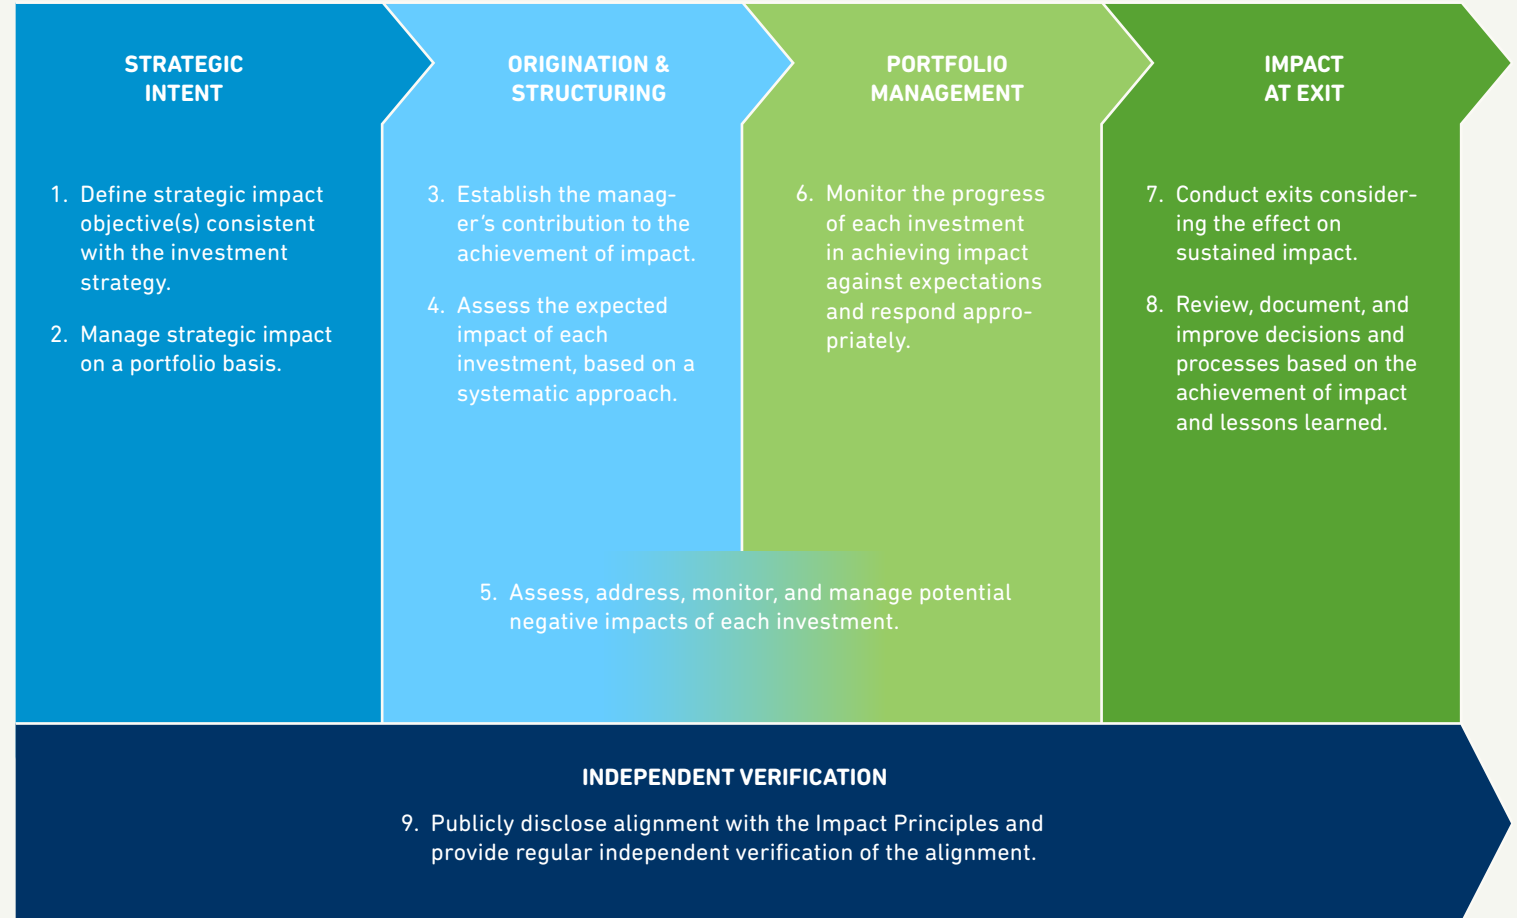 STRATEGIC
INTENT
1. Define strategic impact
objective(s) consistent
with the investment
strategy.
2. Manage strategic impact
on a portfolio basis.
ORIGINATION &
STRUCTURING
3. Establish the manag-
er’s contribution to the
achievement of impact.
4. Assess the expected
impact of each
investment, based on a
systematic approach.
PORTFOLIO
MANAGEMENT
6. Monitor the progress
of each investment
in achieving impact
against expectations
and respond appro-
priately.
5. Assess, address, monitor, and manage potential
negative impacts of each investment.
IMPACT
AT EXIT
7. Conduct exits consider-
ing the effect on
sustained impact.
8. Review, document, and
improve decisions and
processes based on the
achievement of impact
and lessons learned.
INDEPENDENT VERIFICATION
9. Publicly disclose alignment with the Impact Principles and
provide regular independent verification of the alignment.